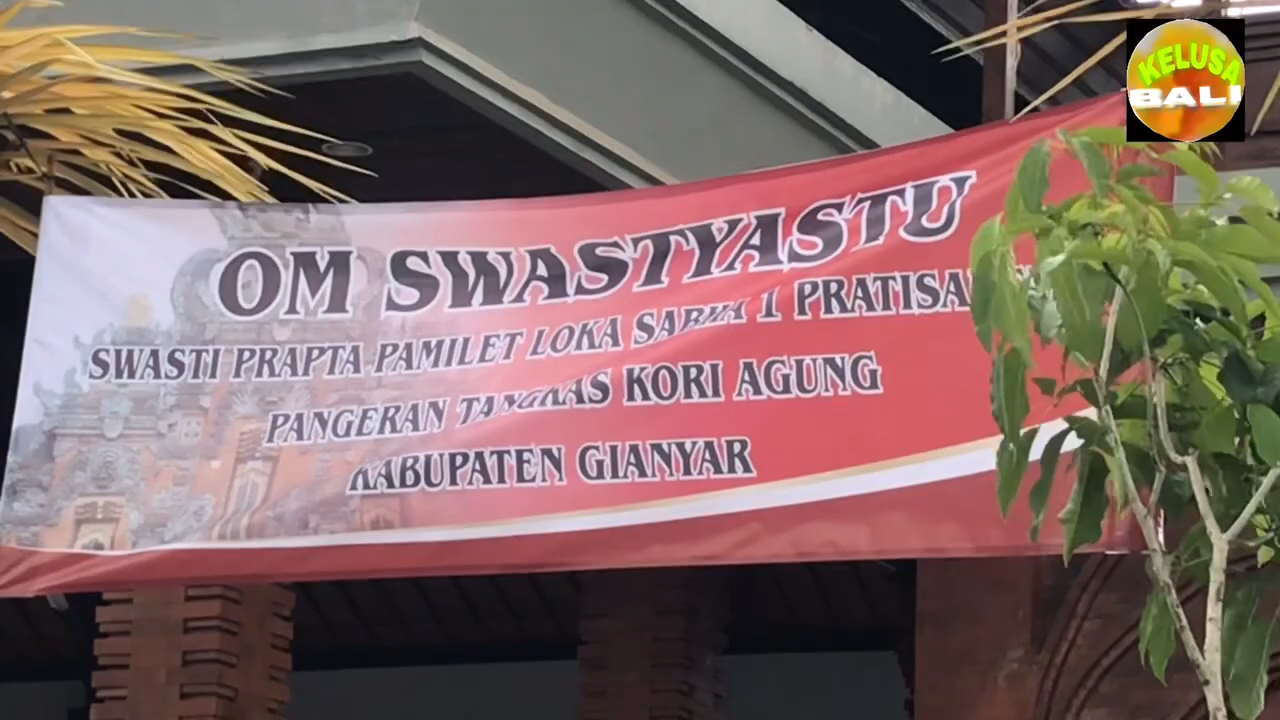 KELUSA
BALI
OM SWASTYASTU
SWASTI PRAPTA PAMILET LOKA SABHA 1
PANGERAN TANGKAS KORI AGUNG
KABUPATEN GIANYAR